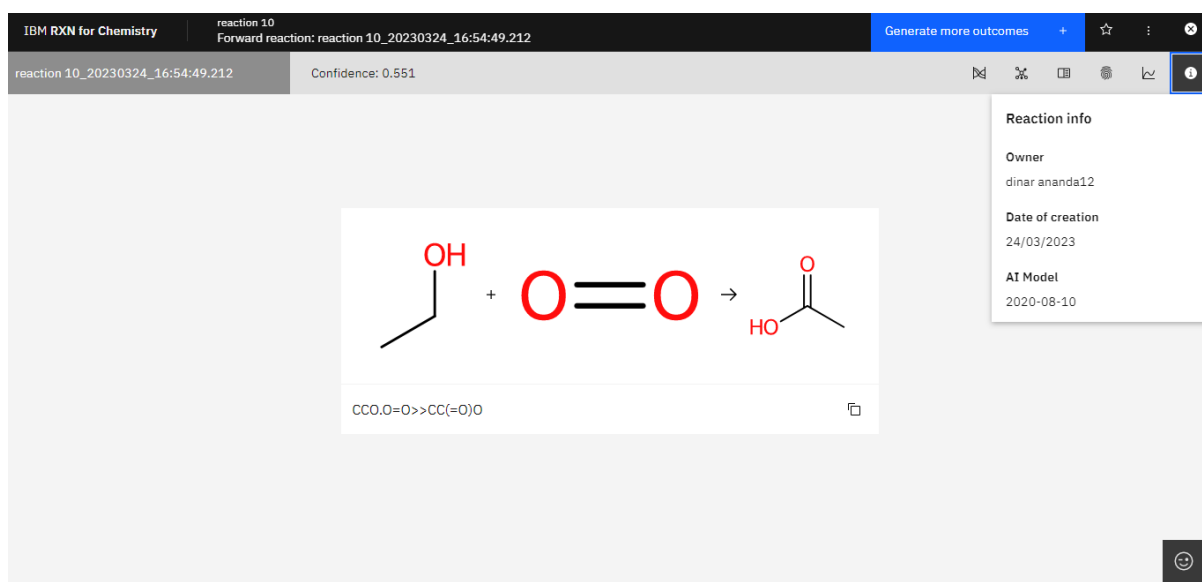 IBM RXN for Chemistry
reaction 10
Forward reaction: reaction 10_20230324_16:54:49.212
Generate more outcomes +
reaction 10_20230324_16:54:49.212
Confidence: 0.551
Reaction info
Owner
dinar ananda12
Date of creation
24/03/2023
AI Model
2020-08-10
OH
+
O O
→
O
HO
CCO.O=O>>CC(=O)O